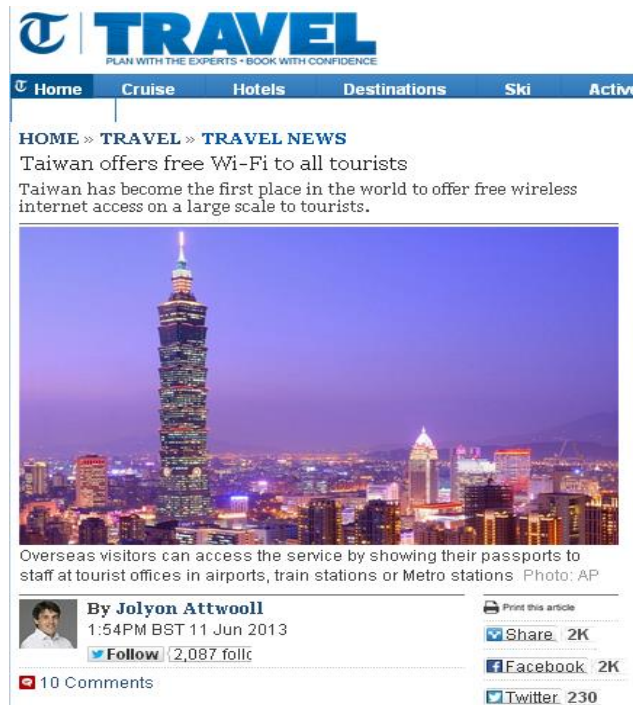 TRAVEL
PLAN WITH THE EXPERTS • BOOK WITH CONFIDENCE
Home Cruise Hotels Destinations Ski Activ
HOME » TRAVEL » TRAVEL NEWS
Taiwan offers free Wi-Fi to all tourists
Taiwan has become the first place in the world to offer free wireless
internet access on a large scale to tourists.
Overseas visitors can access the service by showing their passports to
staff at tourist offices in airports, train stations or Metro stations Photo: AP
By Jolyon Attwooll
1:54PM BST 11 Jun 2013
Follow 2,087 follc
10 Comments
Print this article
Share 2K
Facebook 2K
Twitter 230